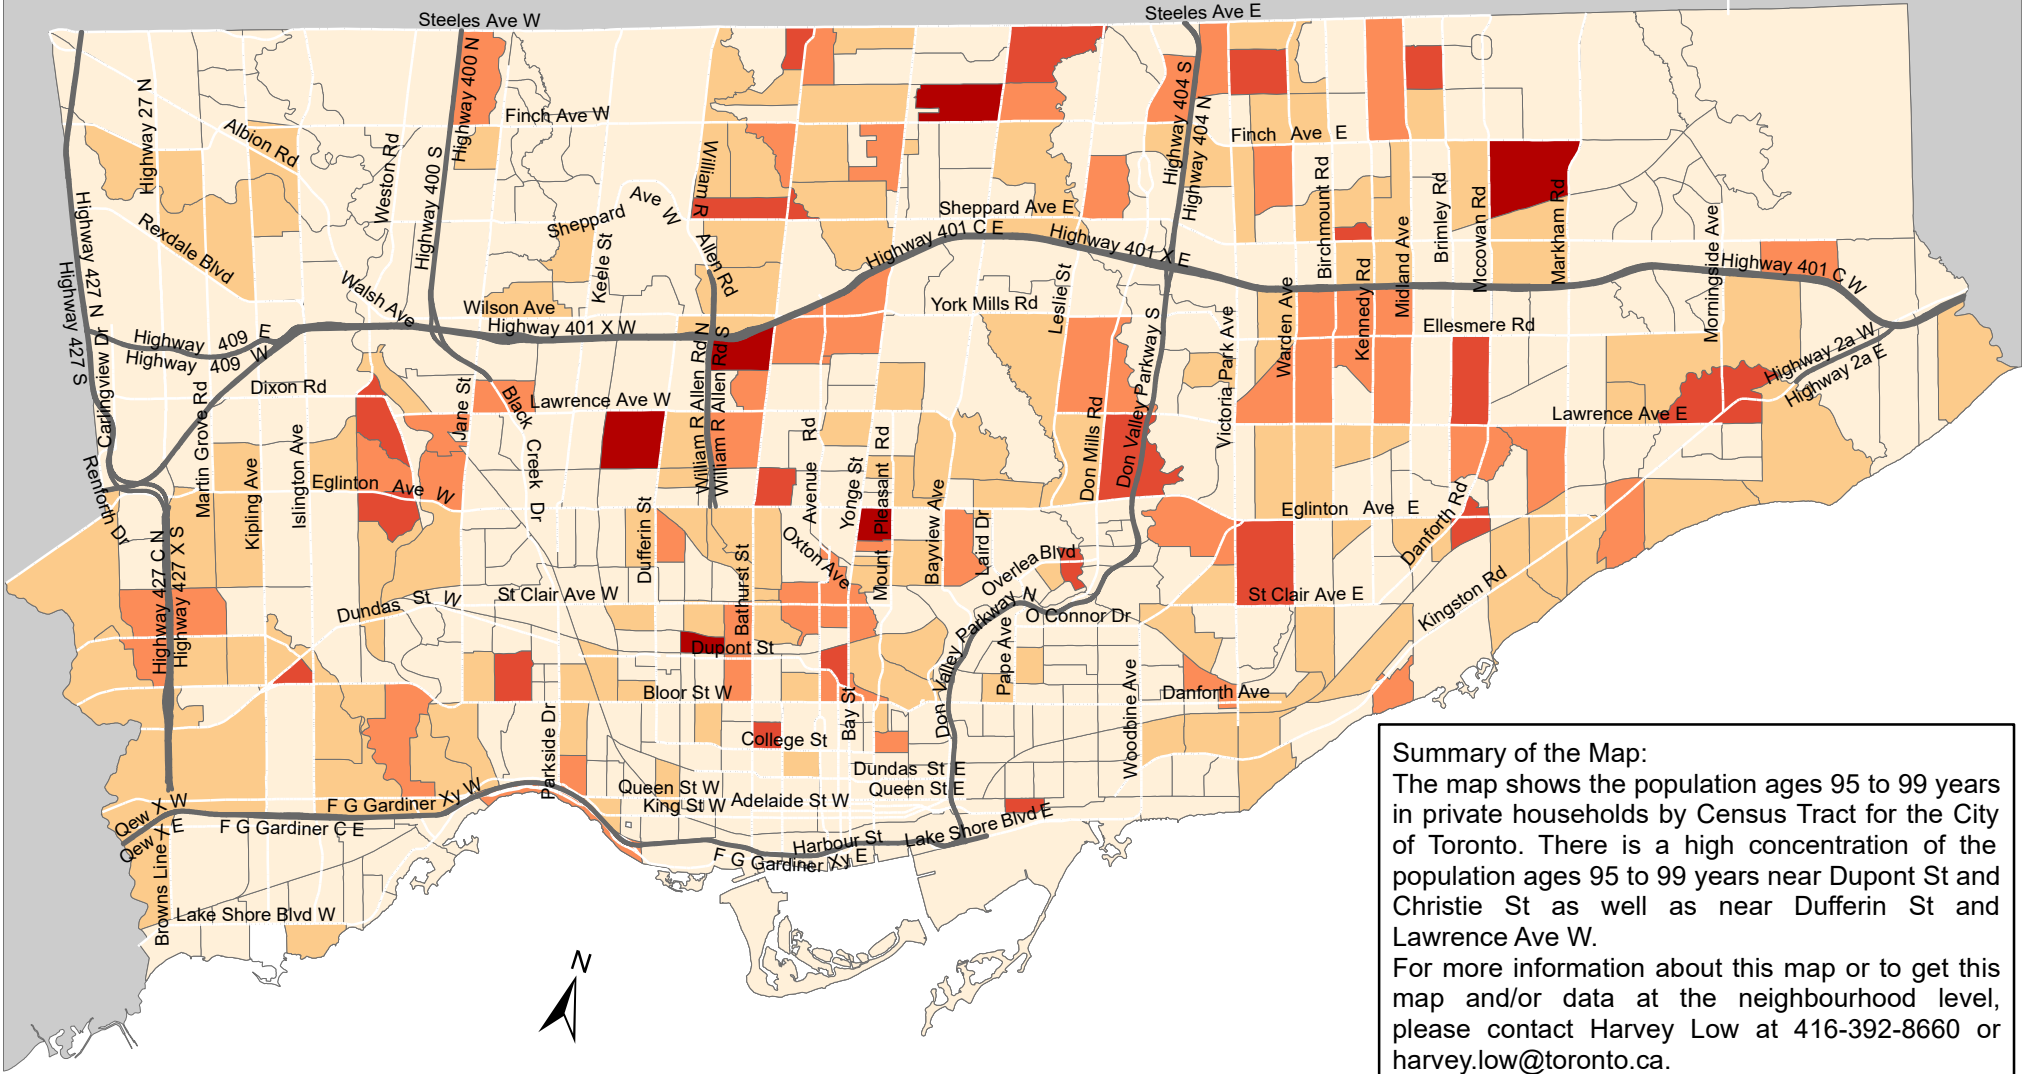 Steeles Ave W
Steeles Ave E
Highway 27 N
Albion Rd
Weston Rd
Highway 400 N
Highway 400 S
Finch Ave W
William R
Allen Rd
Highway 404 S
Highway 404 N
Finch Ave E
Birchmount Rd
Brimley Rd
Midland Ave
Mccowan Rd
Markham Rd
Morningside Ave
Highway 427 N
Highway 427 S
Highway 427 S
Rexdale Blvd
Walsh Ave
Sheppard Ave W
Keele St
Sheppard Ave E
Highway 401 C E
Highway 401 X E
Highway 401 C W
Wilson Ave
Highway 401 X W
York Mills Rd
Leslie St
Ellesmere Rd
Warden Ave
Kennedy Rd
Victoria Park Ave
Highway 2a W
Highway 2a E
Highway 409 E
Highway 409 W
Carlingview Dr
Dixon Rd
Martin Grove Rd
Jane St
Black Creek Dr
Lawrence Ave W
William R Allen Rd N
William R Allen Rd S
Lawrence Ave E
Don Mills Rd
Don Valley Parkway S
Renforth Dr
Kipling Ave
Islington Ave
Eglinton Ave W
Avenue Rd
Yonge St
Mount Pleasant Rd
Bayview Ave
Laird Dr
Eglinton Ave E
Danforth Rd
Highway 427 C N
Highway 427 X S
Dufferin St
Bathurst St
Oxton Ave
Overlea Blvd
Dundas St W
St Clair Ave W
Don Valley Parkway N
O Connor Dr
St Clair Ave E
Kingston Rd
Dupont St
Pape Ave
Woodbine Ave
Bloor St W
Bay St
Danforth Ave
Parkside Dr
College St
Dundas St E
Queen St E
Queen St W
King St W
Adelaide St W
Qew X W
Qew X E
F G Gardiner Xy W
F G Gardiner C E
Harbour St
Lake Shore Blvd E
F G Gardiner Xy E
Browns Line X E
Lake Shore Blvd W
N
Summary of the Map:
The map shows the population ages 95 to 99 years
in private households by Census Tract for the City
of Toronto. There is a high concentration of the
population ages 95 to 99 years near Dupont St and
Christie St as well as near Dufferin St and
Lawrence Ave W.
For more information about this map or to get this
map and/or data at the neighbourhood level,
please contact Harvey Low at 416-392-8660 or
harvey.low@toronto.ca.